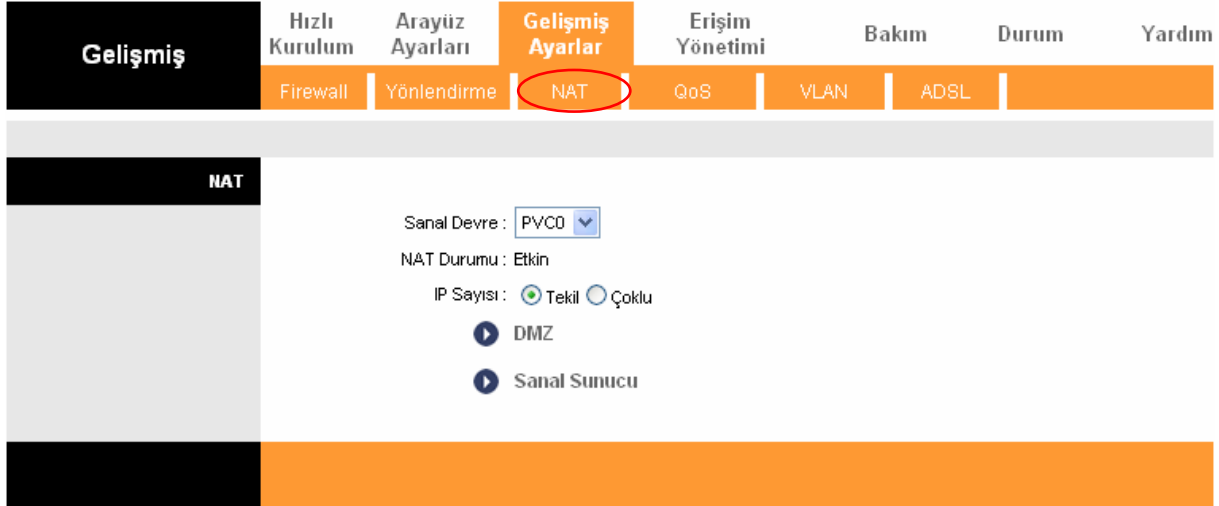 Gelişmiş
Hızlı Kurulum
Arayüz Ayarları
Gelişmiş Ayarlar
Erişim Yönetimi
Bakım
Durum
Yardım
Firewall
Yönlendirme
NAT
QoS
VLAN
ADSL
NAT
Sanal Devre : PVC0
NAT Durumu : Etkin
IP Sayısı : Tekil Çoklu
DMZ
Sanal Sunucu